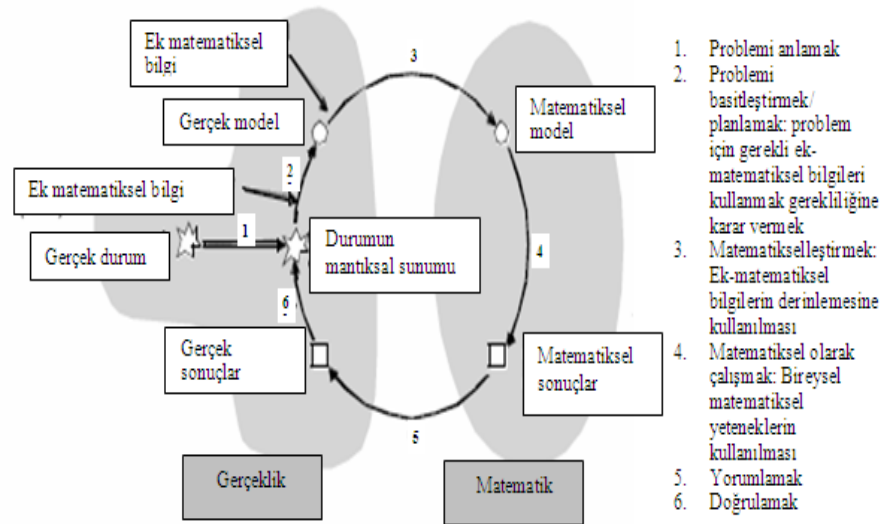 Ek matematiksel
bilgi
Gerçek model
3
Matematiksel
model
2
Ek matematiksel bilgi
1
Gerçek durum
Durumun
mantıksal sunumu
4
6
Gerçek
sonuçlar
Matematiksel
sonuçlar
5
Gerçeklik
Matematik
1. Problemi anlamak
2. Problemi
basitleştirmek/
planlamak: problem
için gerekli ek-
matematiksel bilgileri
kullanmak gerekliliğine
karar vermek
3. Matematikselleştirmek:
Ek-matematiksel
bilgilerin derinlemesine
kullanılması
4. Matematiksel olarak
çalışmak: Bireysel
matematiksel
yeteneklerin
kullanılması
5. Yorumlamak
6. Doğrulamak